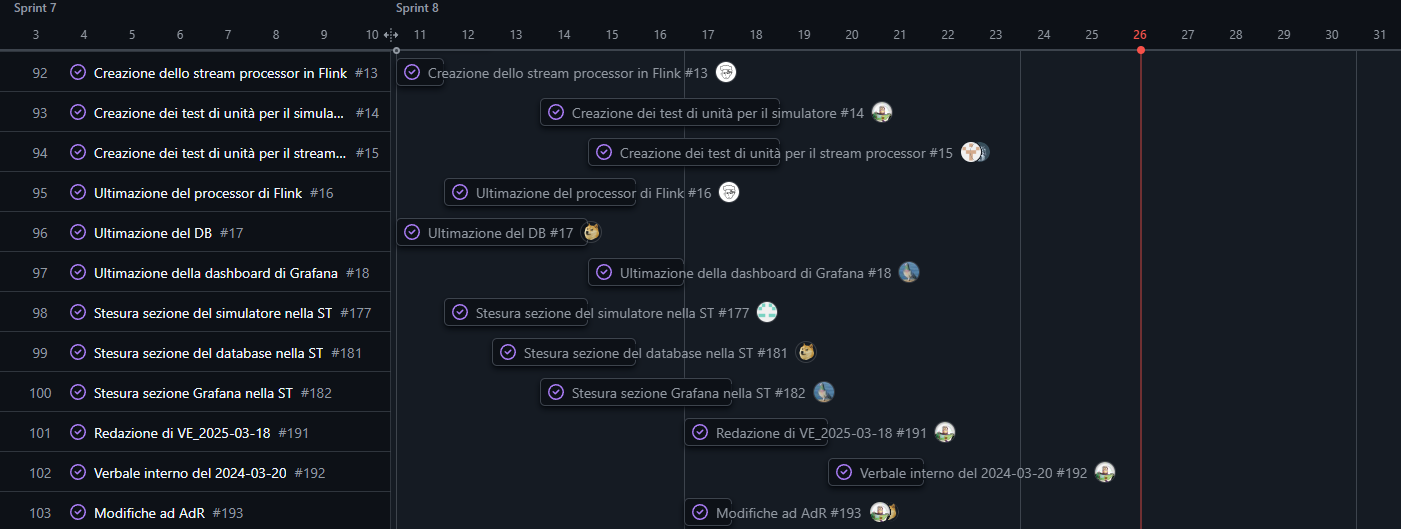 Sprint 7 Sprint 8
3 4 5 6 7 8 9 10 11 12 13 14 15 16 17 18 19 20 21 22 23 24 25 26 27 28 29 30 31
92 Creazione dello stream processor in Flink #13 Creazione dello stream processor in Flink #13
93 Creazione dei test di unità per il simula... #14 Creazione dei test di unità per il simulatore #14
94 Creazione dei test di unità per il stream... #15 Creazione dei test di unità per il stream processor #15
95 Ultimazione del processor di Flink #16 Ultimazione del processor di Flink #16
96 Ultimazione del DB #17 Ultimazione del DB #17
97 Ultimazione della dashboard di Grafana #18 Ultimazione della dashboard di Grafana #18
98 Stesura sezione del simulatore nella ST #177 Stesura sezione del simulatore nella ST #177
99 Stesura sezione del database nella ST #181 Stesura sezione del database nella ST #181
100 Stesura sezione Grafana nella ST #182 Stesura sezione Grafana nella ST #182
101 Redazione di VE_2025-03-18 #191 Redazione di VE_2025-03-18 #191
102 Verbale interno del 2024-03-20 #192 Verbale interno del 2024-03-20 #192
103 Modifiche ad AdR #193 Modifiche ad AdR #193